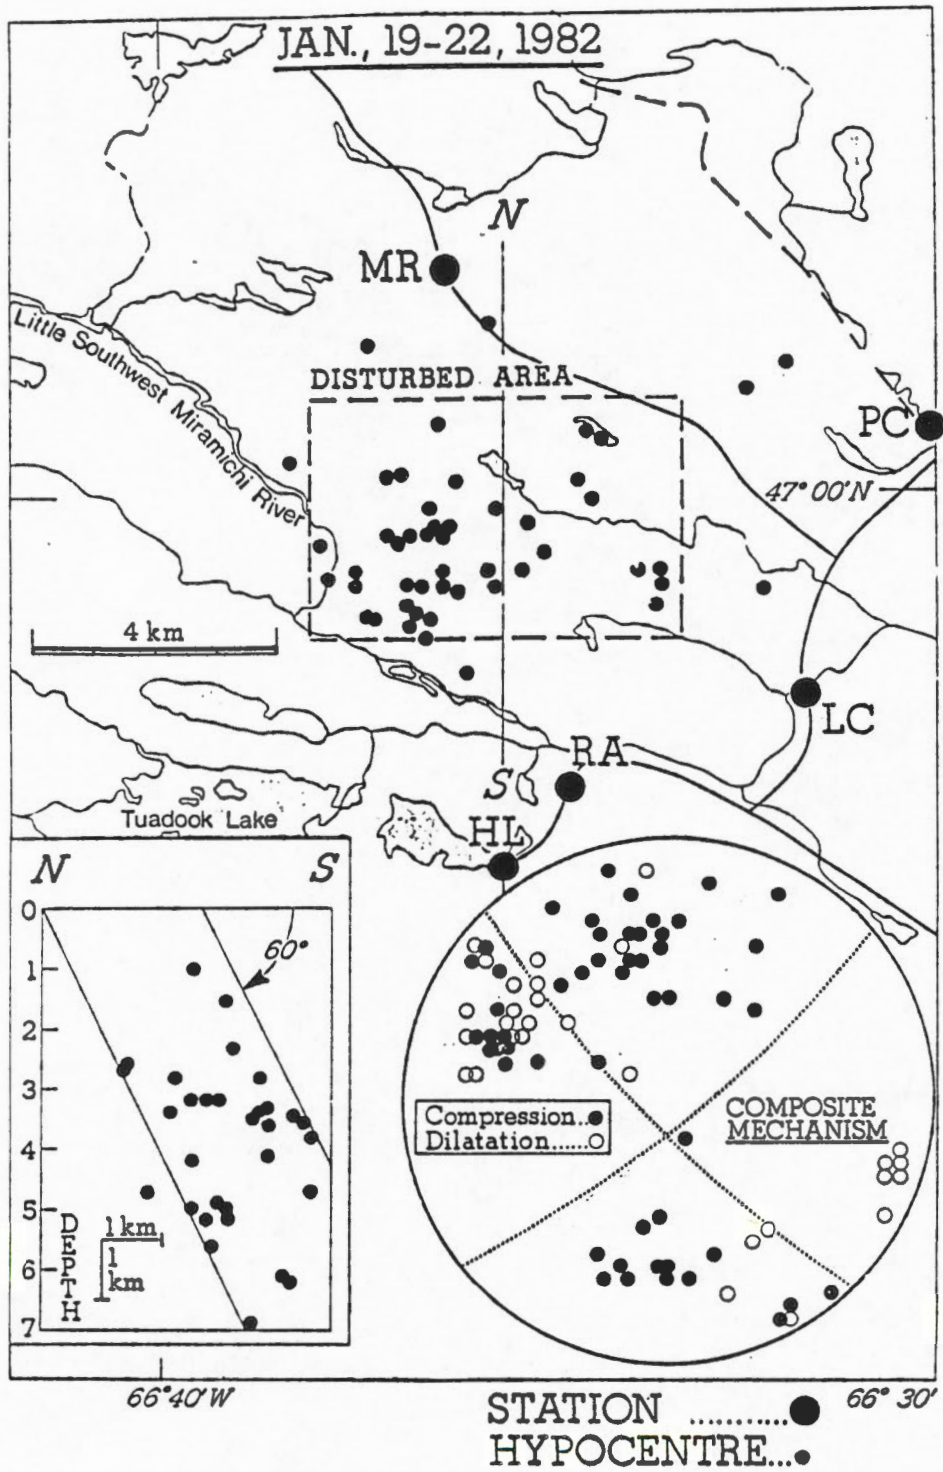 JAN., 19-22, 1982
N
MR
Little Southwest Miramichi River
DISTURBED AREA
PC
47° 00'N
4 km
LC
RA
S
HL
Tuadook Lake
N S
0
60°
1
2
3
4
5
6
7
DEPTH
1 km
1 km
Compression..
Dilatation......
COMPOSITE
MECHANISM
66° 40' W
66° 30'
STATION ...........
HYPOCENTRE...